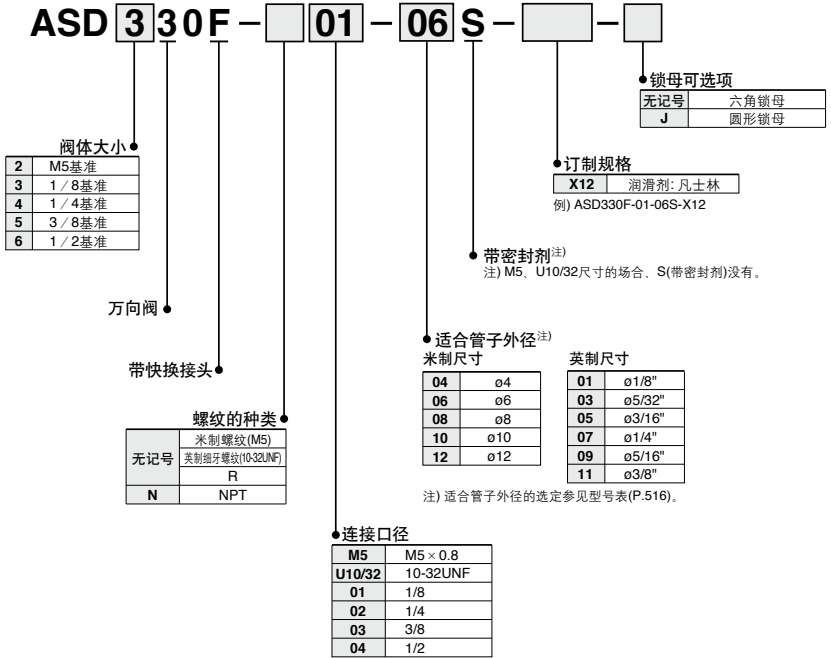 ASD 3 3 0 F - 01 - 06 S - -
锁母可选项
无记号 六角锁母
J 圆形锁母
阀体大小
2 M5基准
3 1/8基准
4 1/4基准
5 3/8基准
6 1/2基准
订制规格
X12 润滑剂: 凡士林
例) ASD330F-01-06S-X12
带密封剂注)
注) M5、U10/32尺寸的场合、S(带密封剂)没有。
万向阀
适合管子外径注)
米制尺寸
04 ø4
06 ø6
08 ø8
10 ø10
12 ø12
英制尺寸
01 ø1/8"
03 ø5/32"
05 ø3/16"
07 ø1/4"
09 ø5/16"
11 ø3/8"
注) 适合管子外径的选定参见型号表(P.516)。
带快换接头
螺纹的种类
无记号 米制螺纹(M5)
英制细牙螺纹(10-32UNF)
R
N NPT
连接口径
M5 M5×0.8
U10/32 10-32UNF
01 1/8
02 1/4
03 3/8
04 1/2